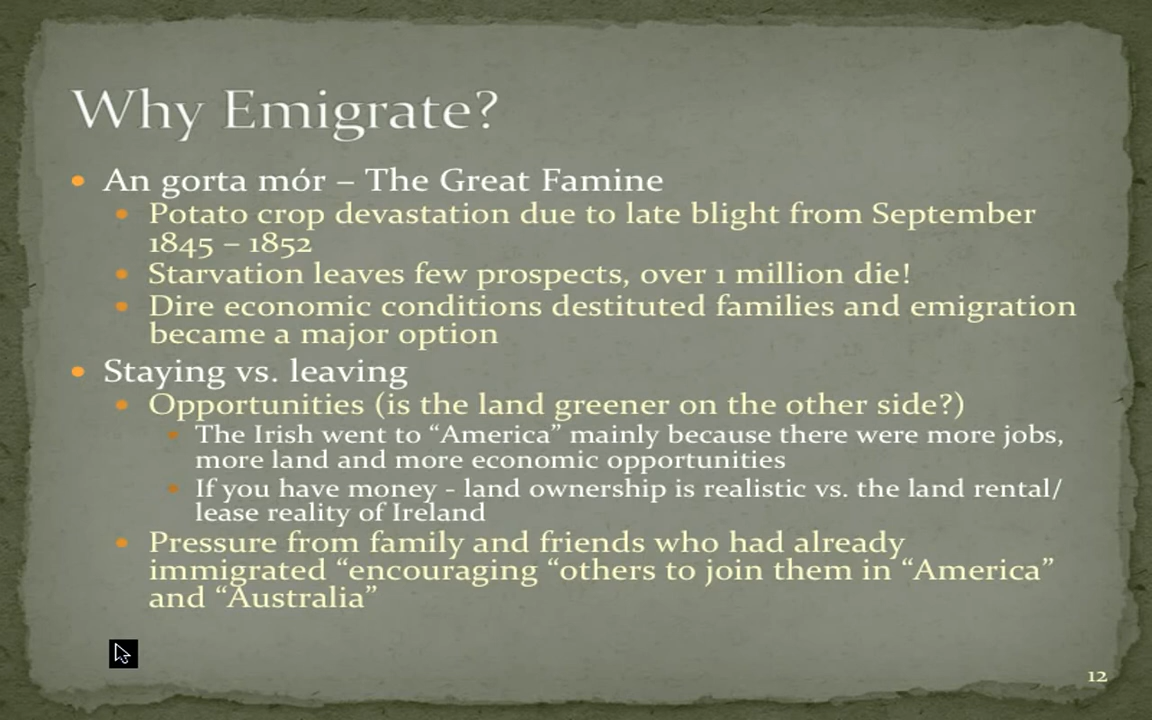 Why Emigrate?
• An gorta mór – The Great Famine
• Potato crop devastation due to late blight from September
1845 – 1852
• Starvation leaves few prospects, over 1 million die!
• Dire economic conditions destituted families and emigration
became a major option
• Staying vs. leaving
• Opportunities (is the land greener on the other side?)
• The Irish went to “America” mainly because there were more jobs,
more land and more economic opportunities
• If you have money - land ownership is realistic vs. the land rental/
lease reality of Ireland
• Pressure from family and friends who had already
immigrated “encouraging “others to join them in “America”
and “Australia”
12